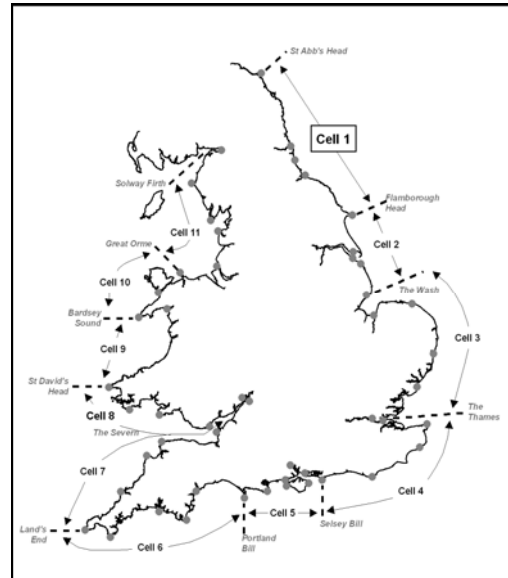 St Abb's Head
Cell 1
Solway Firth
Flamborough
Head
Great Orme
Cell 11
Cell 2
Cell 10
The Wash
Bardsey
Sound
Cell 9
Cell 3
St David's
Head
Cell 8
The Severn
The
Thames
Cell 7
Cell 4
Land's
End
Cell 6
Portland
Bill
Cell 5
Selsey Bill